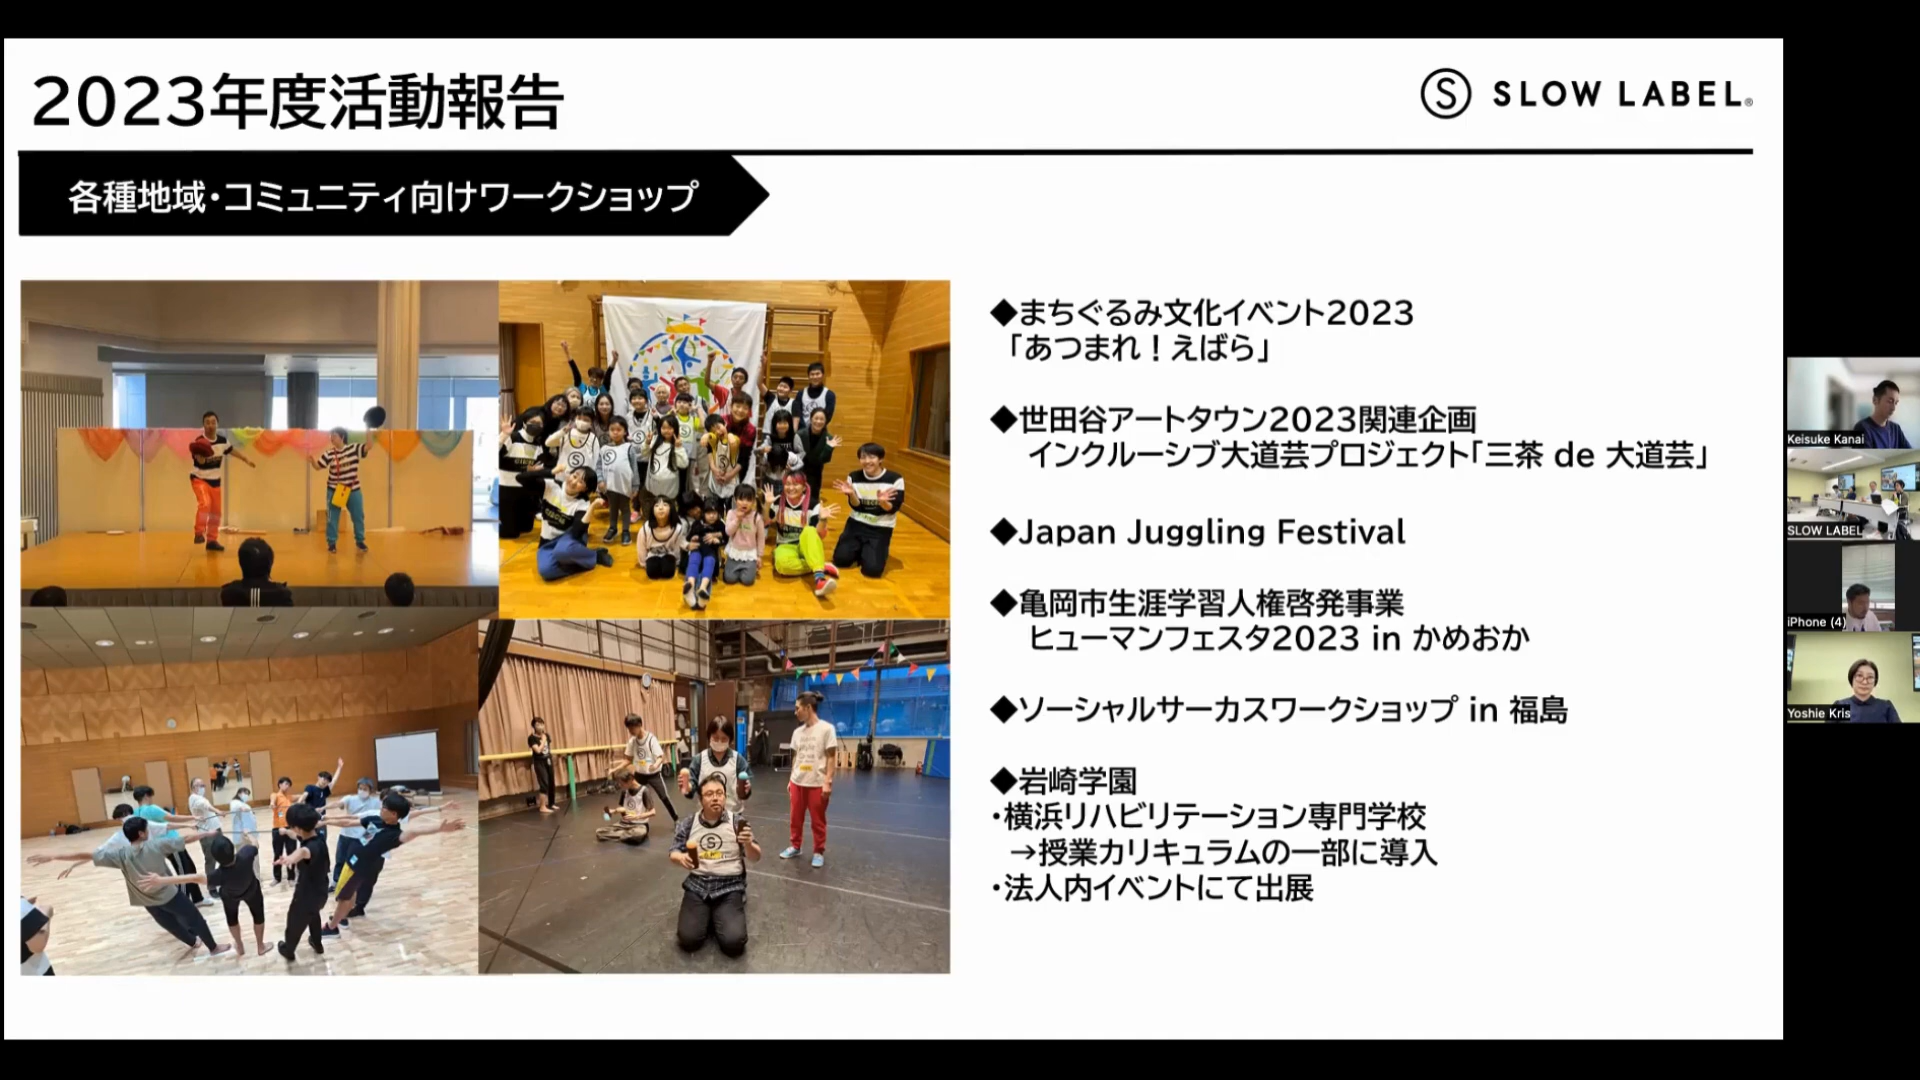 2023年度活動報告
SLOW LABEL®
各種地域・コミュニティ向けワークショップ
◆まちぐるみ文化イベント2023
「あつまれ！えばら」
◆世田谷アートタウン2023関連企画
インクルーシブ大道芸プロジェクト「三茶 de 大道芸」
◆Japan Juggling Festival
◆亀岡市生涯学習人権啓発事業
ヒューマンフェスタ2023 in かめおか
◆ソーシャルサーカスワークショップ in 福島
◆岩崎学園
・横浜リハビリテーション専門学校
→授業カリキュラムの一部に導入
・法人内イベントにて出展
Keisuke Kanai
SLOW LABEL
iPhone (4)
Yoshie Kris